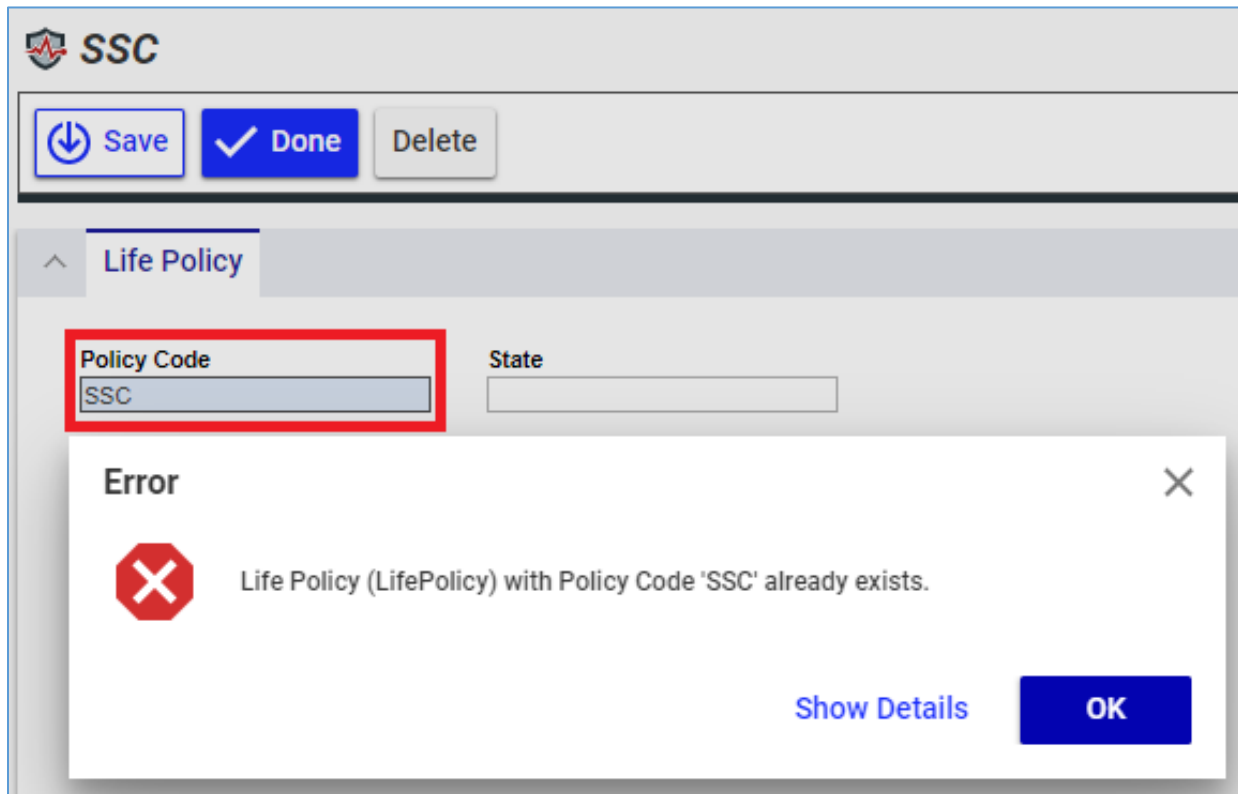 SSC
Save Done Delete
Life Policy
Policy Code State
SSC
Error
Life Policy (LifePolicy) with Policy Code 'SSC' already exists.
Show Details OK